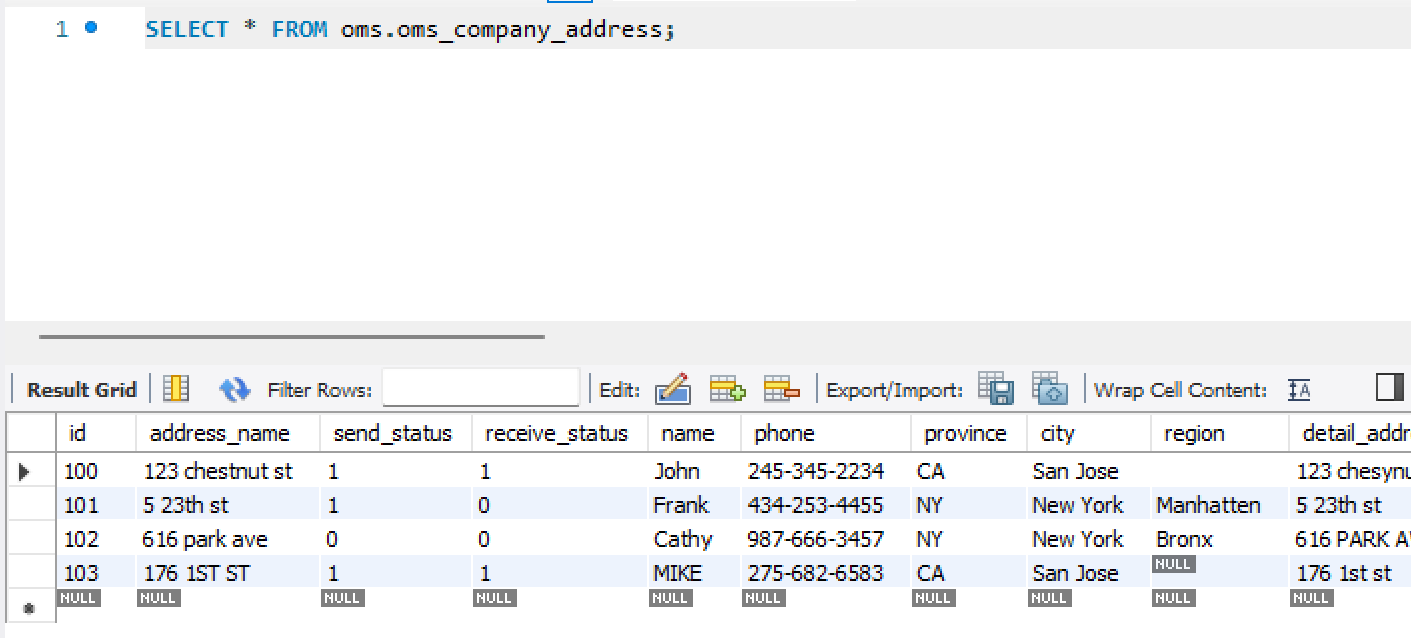 1 SELECT * FROM oms.oms_company_address;
Result Grid Filter Rows: Edit: Export/Import: Wrap Cell Content: IA
id address_name send_status receive_status name phone province city region detail_addr
100 123 chestnut st 1 1 John 245-345-2234 CA San Jose 123 chesynu
101 5 23th st 1 0 Frank 434-253-4455 NY New York Manhatten 5 23th st
102 616 park ave 0 0 Cathy 987-666-3457 NY New York Bronx 616 PARK A
103 176 1ST ST 1 1 MIKE 275-682-6583 CA San Jose NULL 176 1st st
NULL NULL NULL NULL NULL NULL NULL NULL NULL NULL